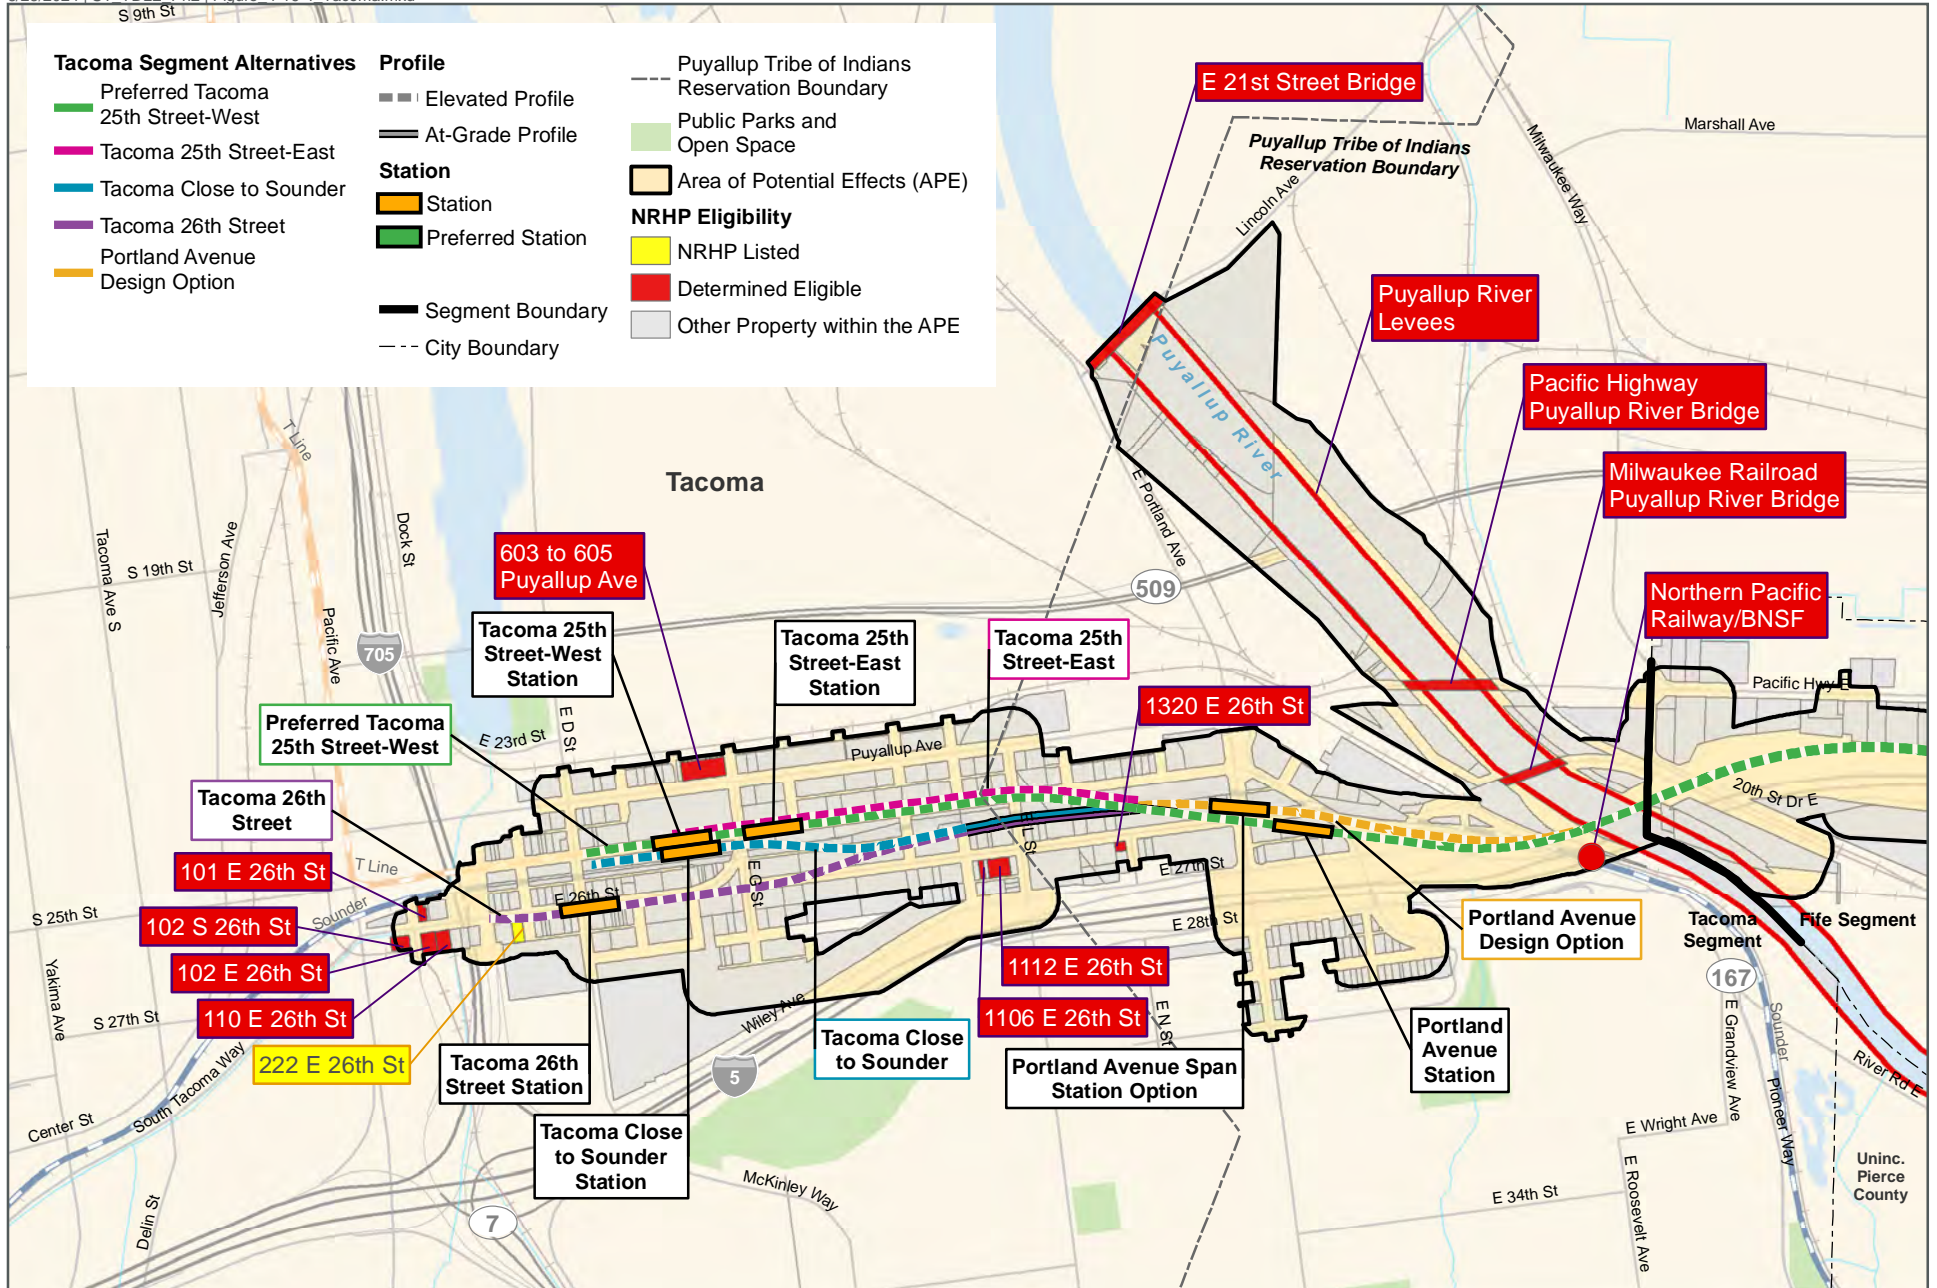 S 9th St
Tacoma Segment Alternatives
Preferred Tacoma
25th Street-West
Tacoma 25th Street-East
Tacoma Close to Sounder
Tacoma 26th Street
Portland Avenue
Design Option
Profile
Elevated Profile
At-Grade Profile
Station
Station
Preferred Station
Segment Boundary
City Boundary
Puyallup Tribe of Indians
Reservation Boundary
Public Parks and
Open Space
Area of Potential Effects (APE)
NRHP Eligibility
NRHP Listed
Determined Eligible
Other Property within the APE
E 21st Street Bridge
Marshall Ave
Milwaukee Way
Puyallup Tribe of Indians
Reservation Boundary
Lincoln Ave
Puyallup River
Levees
Puyallup River
Pacific Highway
Puyallup River Bridge
Milwaukee Railroad
Puyallup River Bridge
Northern Pacific
Railway/BNSF
T Line
Tacoma
E Portland Ave
509
Dock St
Tacoma Ave S
S 19th St
Jefferson Ave
Pacific Ave
705
603 to 605
Puyallup Ave
Tacoma 25th
Street-West
Station
Tacoma 25th
Street-East
Station
Tacoma 25th
Street-East
1320 E 26th St
Pacific Hwy E
Preferred Tacoma
25th Street-West
E 23rd St
E D St
Puyallup Ave
20th St Dr E
Tacoma 26th
Street
101 E 26th St
T Line
Sounder
S 25th St
E 26th St
E G St
E L St
E 27th St
E 28th St
102 S 26th St
102 E 26th St
110 E 26th St
222 E 26th St
Yakima Ave
S 27th St
South Tacoma Way
Center St
Delin St
Tacoma 26th
Street Station
Tacoma Close
to Sounder
Station
Wiley Ave
5
7
McKinley Way
Tacoma Close
to Sounder
1112 E 26th St
1106 E 26th St
E N St
Portland Avenue Span
Station Option
Portland
Avenue
Station
Portland Avenue
Design Option
Tacoma
Segment
Fife Segment
167
E Grandview Ave
Sounder
Pioneer Way
River Rd E
E Wright Ave
E Roosevelt Ave
E 34th St
Uninc.
Pierce
County